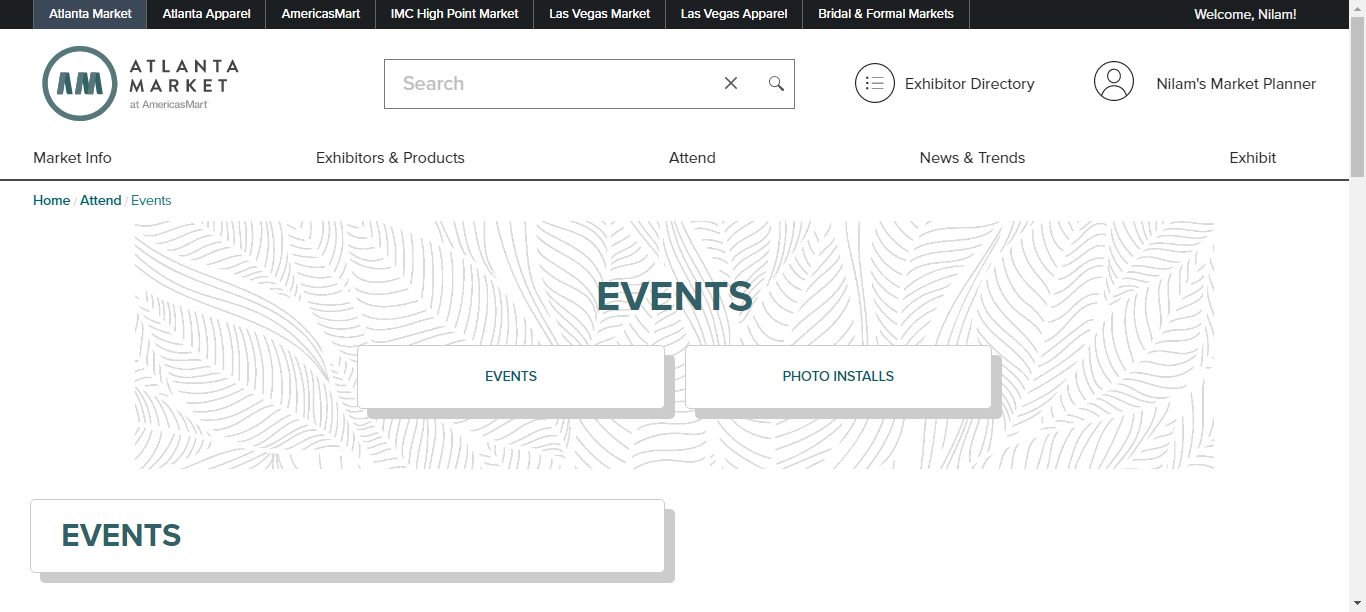 Atlanta Market Atlanta Apparel AmericasMart IMC High Point Market Las Vegas Market Las Vegas Apparel Bridal & Formal Markets Welcome, Nilam!
AM
ATLANTA
MARKET
at AmericasMart
Search
Exhibitor Directory
Nilam's Market Planner
Market Info Exhibitors & Products Attend News & Trends Exhibit
Home / Attend / Events
EVENTS
EVENTS PHOTO INSTALLS
EVENTS